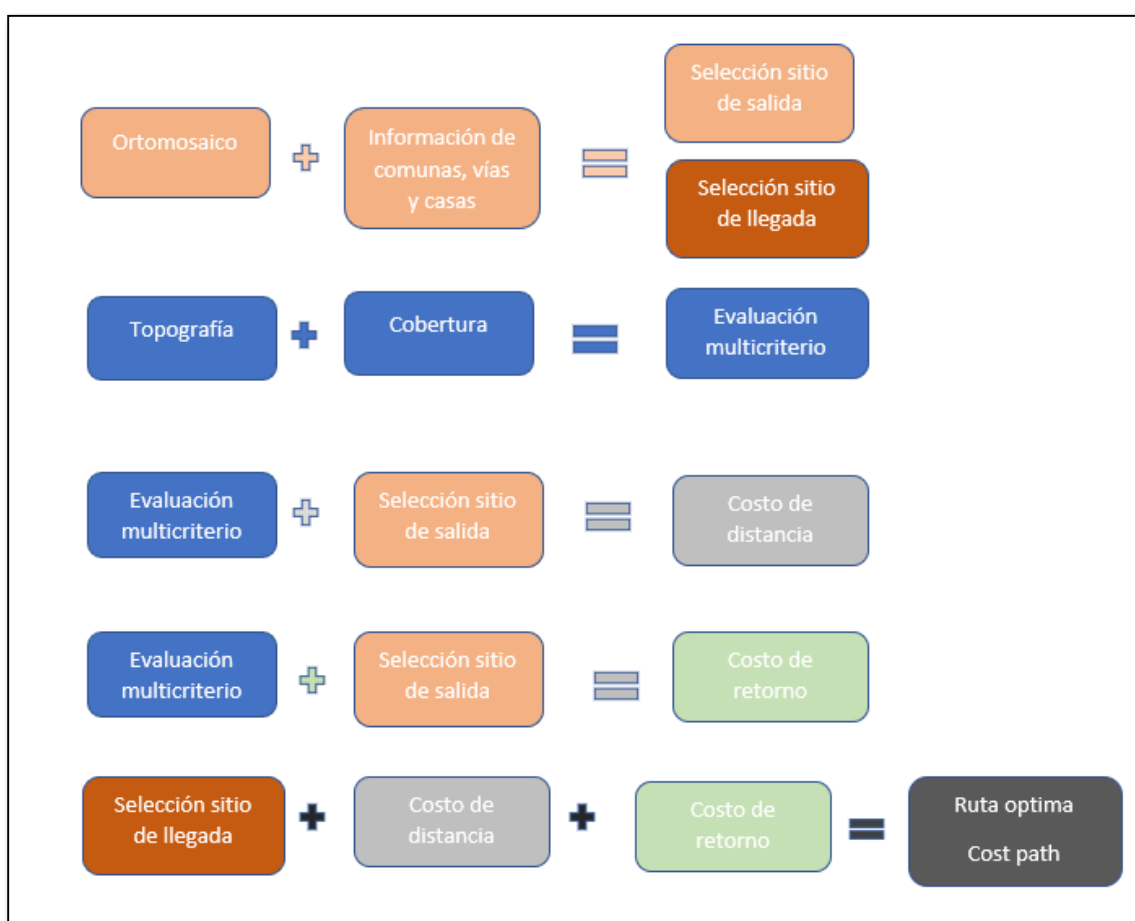 Ortomosaico
Información de
comunas, vías
y casas
Selección sitio
de salida
Selección sitio
de llegada
Topografía
Cobertura
Evaluación
multicriterio
Evaluación
multicriterio
Selección sitio
de salida
Costo de
distancia
Evaluación
multicriterio
Selección sitio
de salida
Costo de
retorno
Selección sitio
de llegada
Costo de
distancia
Costo de
retorno
Ruta optima
Cost path